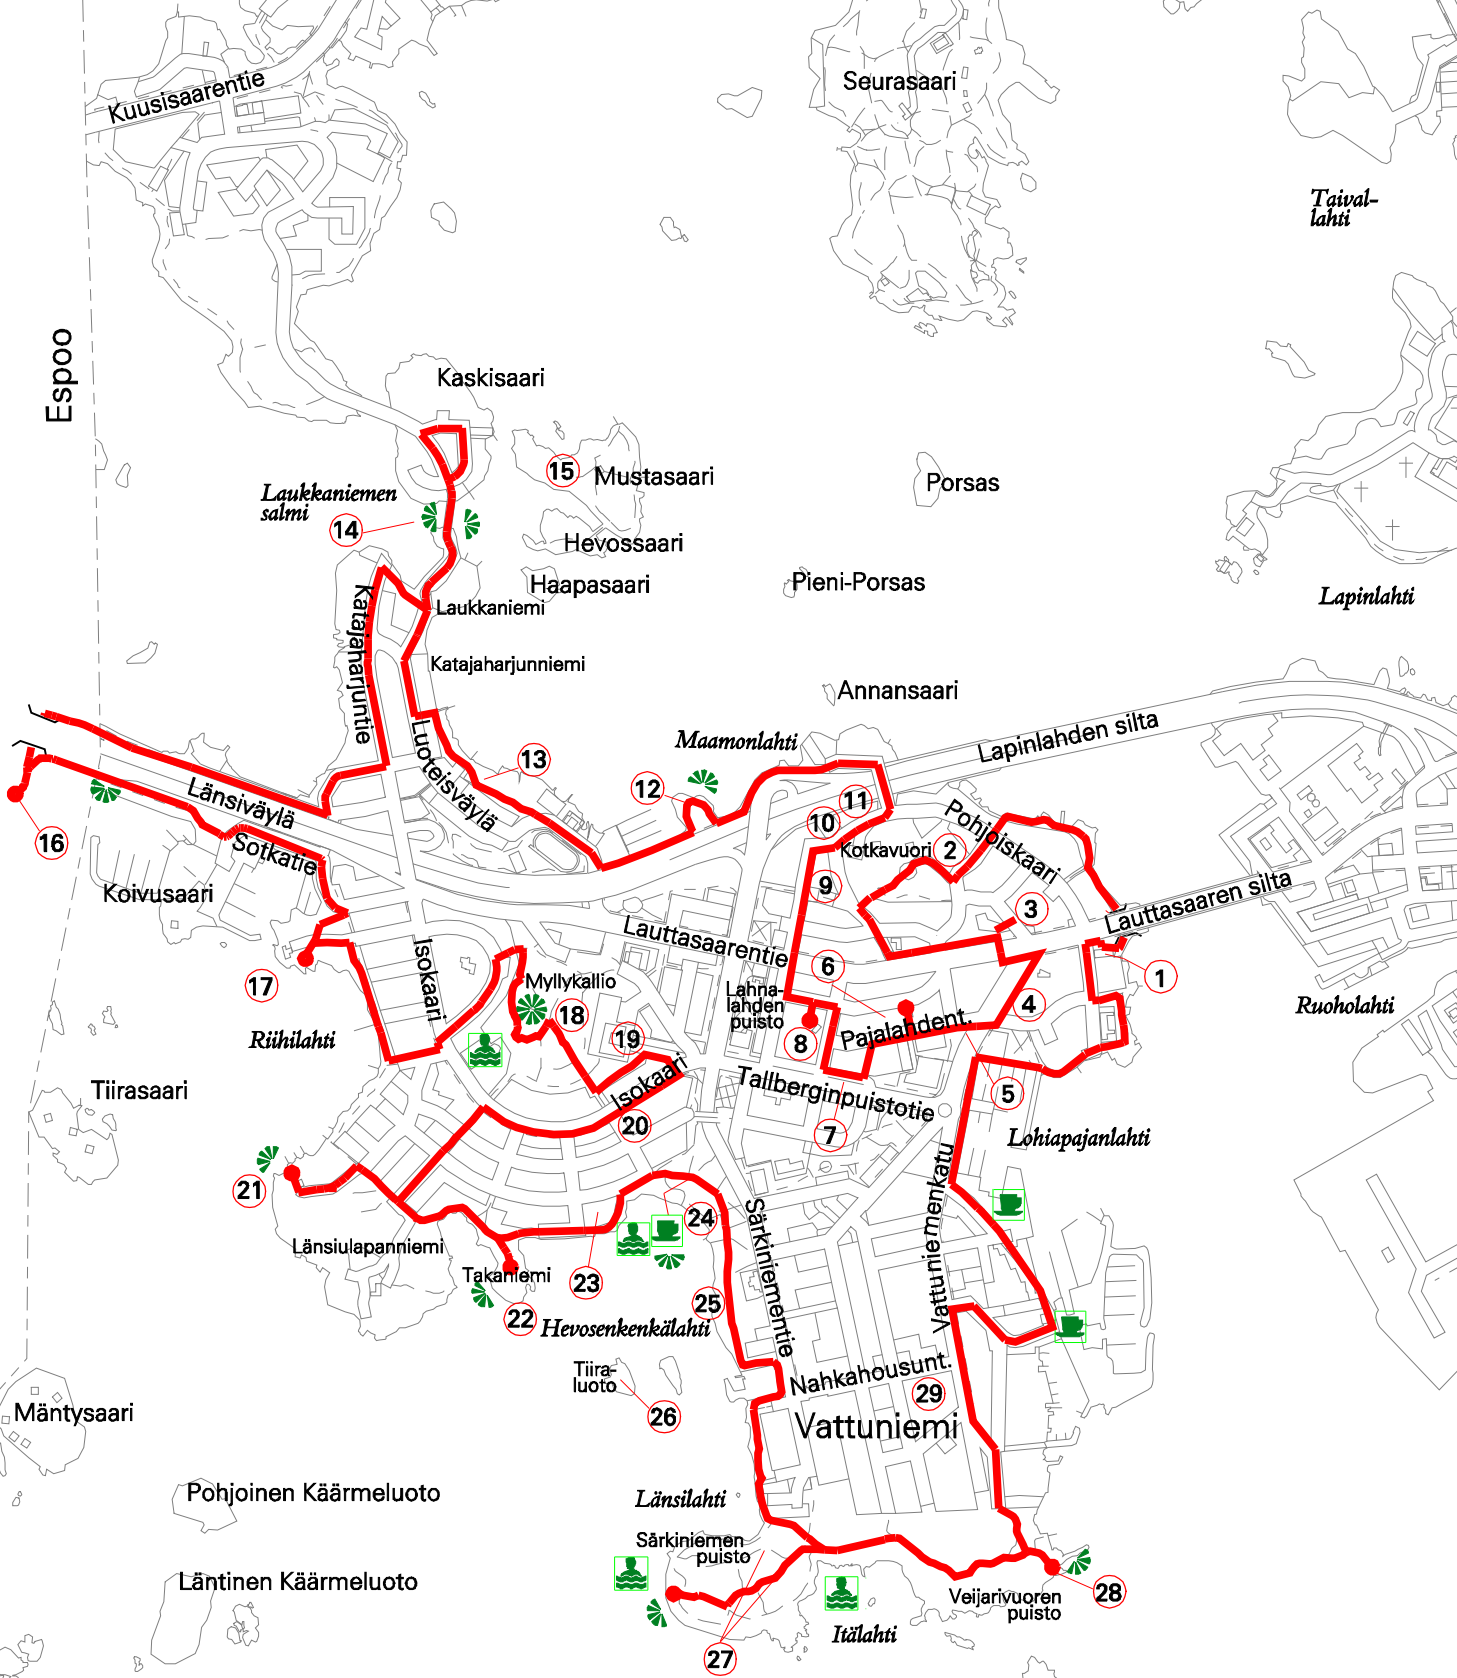 Kuusisaarentie
Seurasaari
Taival-
lahti
Espoo
Kaskisaari
15
Mustasaari
Porsas
Laukkaniemen
salmi
14
Hevossaari
Haapasaari
Pieni-Porsas
Lapinlahti
Laukkaniemi
Katajaharjuntie
Katajaharjunniemi
Annansaari
Luoteisväylä
Maamonlahti
Lapinlahden silta
13
12
11
10
Länsiväylä
Pohjoiskaari
16
Sotkatie
Kotkavuori
2
9
Koivusaari
3
Lauttasaaren silta
Lauttasaarentie
Isokaari
6
1
17
Myllykallio
Lahna-
lahden
puisto
4
Ruoholahti
18
Pajalahdent.
Riihilahti
19
8
Tiirasaari
Isokaari
Tallberginpuistotie
5
20
7
Lohiapajanlahti
21
Vattuniemenkatu
24
Särkiniementie
Länsiulapanniemi
Takaniemi
23
25
22
Hevosenkenkälahti
Tiira-
luoto
Nahkahousunt.
29
26
Mäntysaari
Vattuniemi
Pohjoinen Käärmeluoto
Länsilahti
Särkiniemen
puisto
Läntinen Käärmeluoto
Veijarivuoren
puisto
28
Itälahti
27